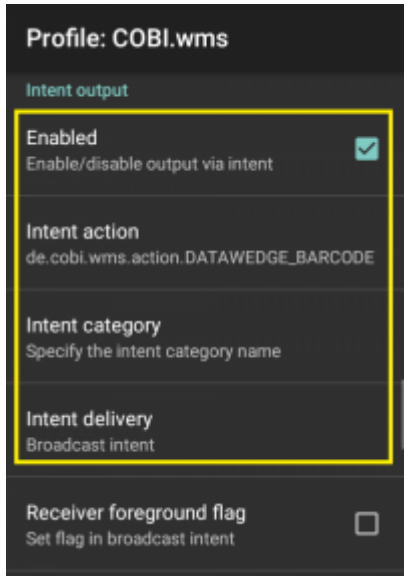 Profile: COBI.wms
Intent output
Enabled
Enable/disable output via intent
Intent action
de.cobi.wms.action.DATAWEDGE_BARCODE
Intent category
Specify the intent category name
Intent delivery
Broadcast intent
Receiver foreground flag
Set flag in broadcast intent